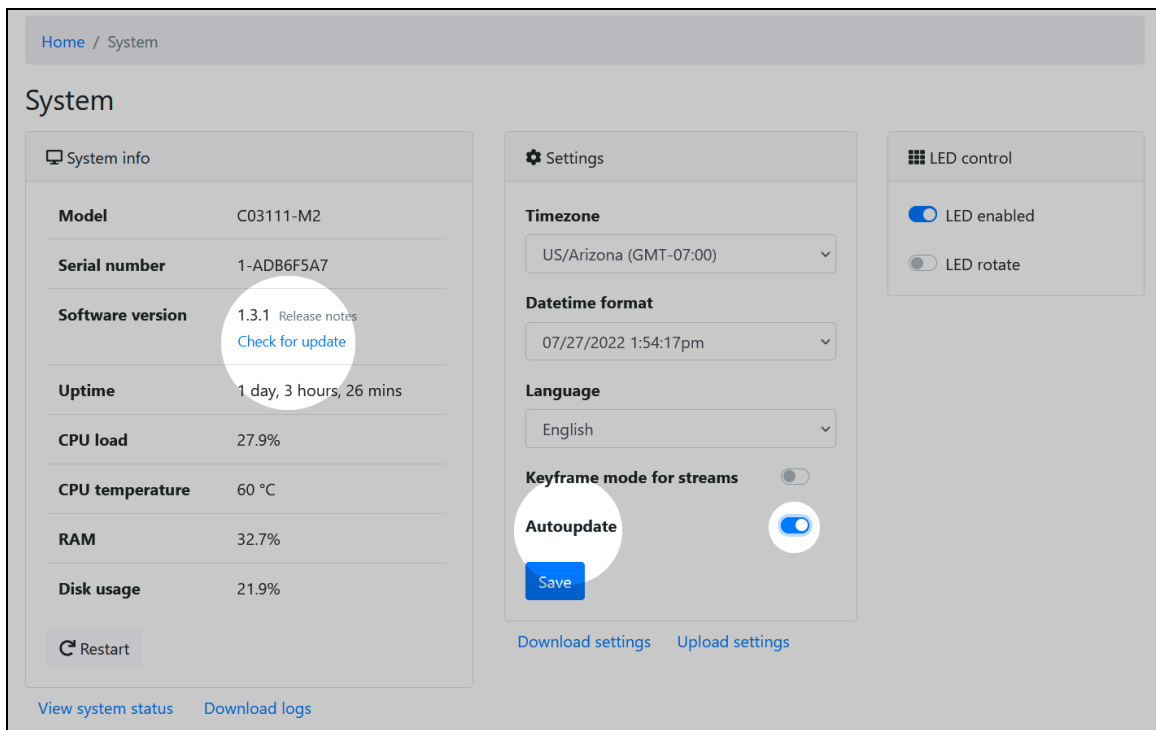 Home / System
System
System info
Model C03111-M2
Serial number 1-ADB6F5A7
Software version 1.3.1 Release notes
Check for update
Uptime 1 day, 3 hours, 26 mins
CPU load 27.9%
CPU temperature 60 °C
RAM 32.7%
Disk usage 21.9%
Restart
View system status Download logs
Settings
Timezone
US/Arizona (GMT-07:00)
Datetime format
07/27/2022 1:54:17pm
Language
English
Keyframe mode for streams
Autoupdate
Save
Download settings Upload settings
LED control
LED enabled
LED rotate